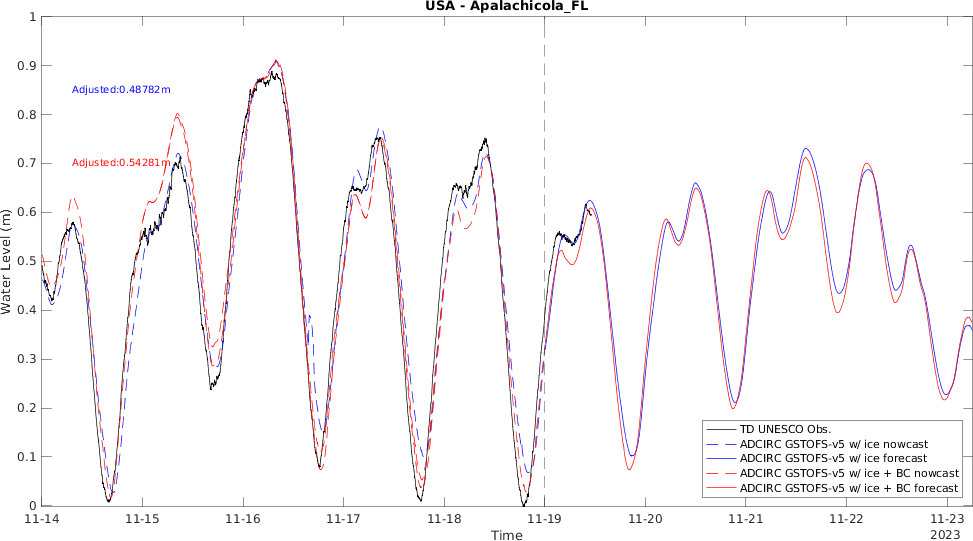 USA - Apalachicola_FL
Water Level (m)
1
0.9
0.8
0.7
0.6
0.5
0.4
0.3
0.2
0.1
0
Adjusted:0.48782m
Adjusted:0.54281m
TD UNESCO Obs.
ADCIRC GSTOFS-v5 w/ ice nowcast
ADCIRC GSTOFS-v5 w/ ice forecast
ADCIRC GSTOFS-v5 w/ ice + BC nowcast
ADCIRC GSTOFS-v5 w/ ice + BC forecast
11-14 11-15 11-16 11-17 11-18 11-19 11-20 11-21 11-22 11-23
Time 2023